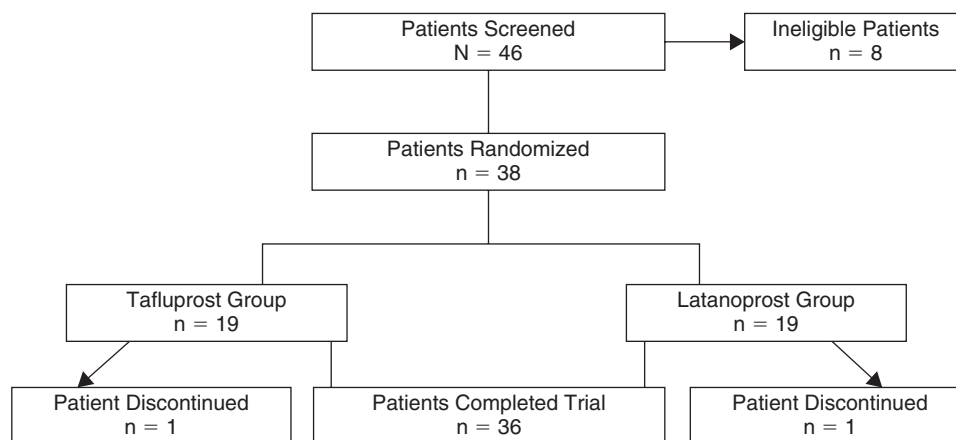 Patients Screened
N = 46
Ineligible Patients
n = 8
Patients Randomized
n = 38
Tafluprost Group
n = 19
Latanoprost Group
n = 19
Patient Discontinued
n = 1
Patients Completed Trial
n = 36
Patient Discontinued
n = 1